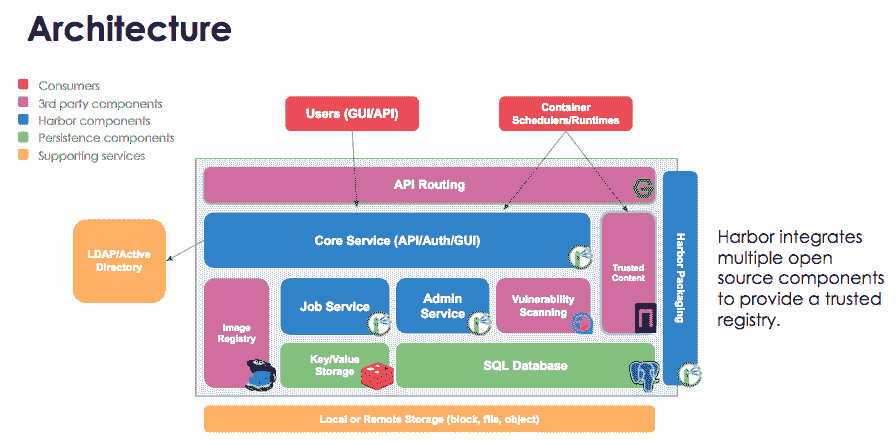 Architecture
Consumers
3rd party components
Harbor components
Persistence components
Supporting services
Users (GUI/API)
Container
Schedulers/Runtimes
API Routing
Core Service (API/Auth/GUI)
LDAP/Active
Directory
Trusted
Content
Harbor Packaging
Harbor integrates
multiple open
source components
to provide a trusted
registry.
Image
Registry
Job Service
Admin
Service
Vulnerability
Scanning
Key/Value
Storage
SQL Database
Local or Remote Storage (block, file, object)